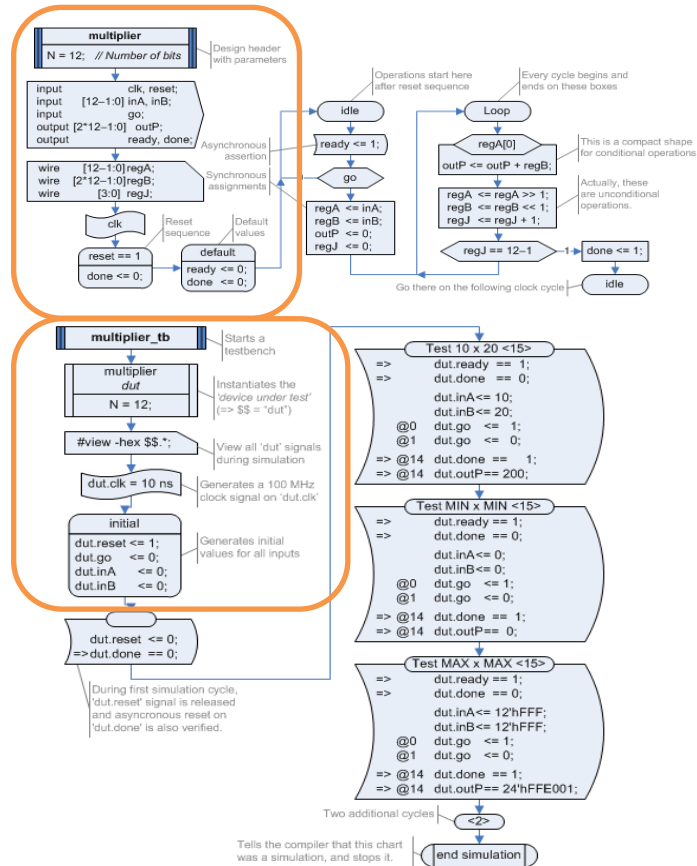 multiplier
N = 12; // Number of bits
Design header
with parameters
input clk, reset;
input [12–1:0] inA, inB;
input go;
output [2*12–1:0] outP;
output ready, done;
wire [12–1:0] regA;
wire [2*12–1:0] regB;
wire [3:0] regJ;
clk
Reset
sequence
reset == 1
done <= 0;
Default
values
default
ready <= 0;
done <= 0;
Operations start here
after reset sequence
idle
Asynchronous
assertion
ready <= 1;
go
Synchronous
assignments
regA <= inA;
regB <= inB;
outP <= 0;
regJ <= 0;
Every cycle begins and
ends on these boxes
Loop
regA[0]
outP <= outP + regB;
This is a compact shape
for conditional operations
regA <= regA >> 1;
regB <= regB << 1;
regJ <= regJ + 1;
Actually, these
are unconditional
operations.
regJ == 12–1
1
done <= 1;
Go there on the following clock cycle
idle
multiplier_tb
Starts a
testbench
multiplier
dut
N = 12;
Instantiates the
'device under test'
(=> $$ = "dut")
#view -hex $$.*;
View all 'dut' signals
during simulation
dut.clk = 10 ns
Generates a 100 MHz
clock signal on 'dut.clk'
initial
dut.reset <= 1;
dut.go <= 0;
dut.inA <= 0;
dut.inB <= 0;
Generates initial
values for all inputs
dut.reset <= 0;
=> dut.done == 0;
During first simulation cycle,
'dut.reset' signal is released
and asyncronous reset on
'dut.done' is also verified.
Test 10 x 20 <15>
=> dut.ready == 1;
=> dut.done == 0;
dut.inA<= 10;
dut.inB<= 20;
@0 dut.go <= 1;
@1 dut.go <= 0;
=> @14 dut.done == 1;
=> @14 dut.outP== 200;
Test MIN x MIN <15>
=> dut.ready == 1;
=> dut.done == 0;
dut.inA<= 0;
dut.inB<= 0;
@0 dut.go <= 1;
@1 dut.go <= 0;
=> @14 dut.done == 1;
=> @14 dut.outP== 0;
Test MAX x MAX <15>
=> dut.ready == 1;
=> dut.done == 0;
dut.inA<= 12'hFFF;
dut.inB<= 12'hFFF;
@0 dut.go <= 1;
@1 dut.go <= 0;
=> @14 dut.done == 1;
=> @14 dut.outP== 24'hFFE001;
Two additional cycles
<2>
Tells the compiler that this chart
was a simulation, and stops it.
end simulation